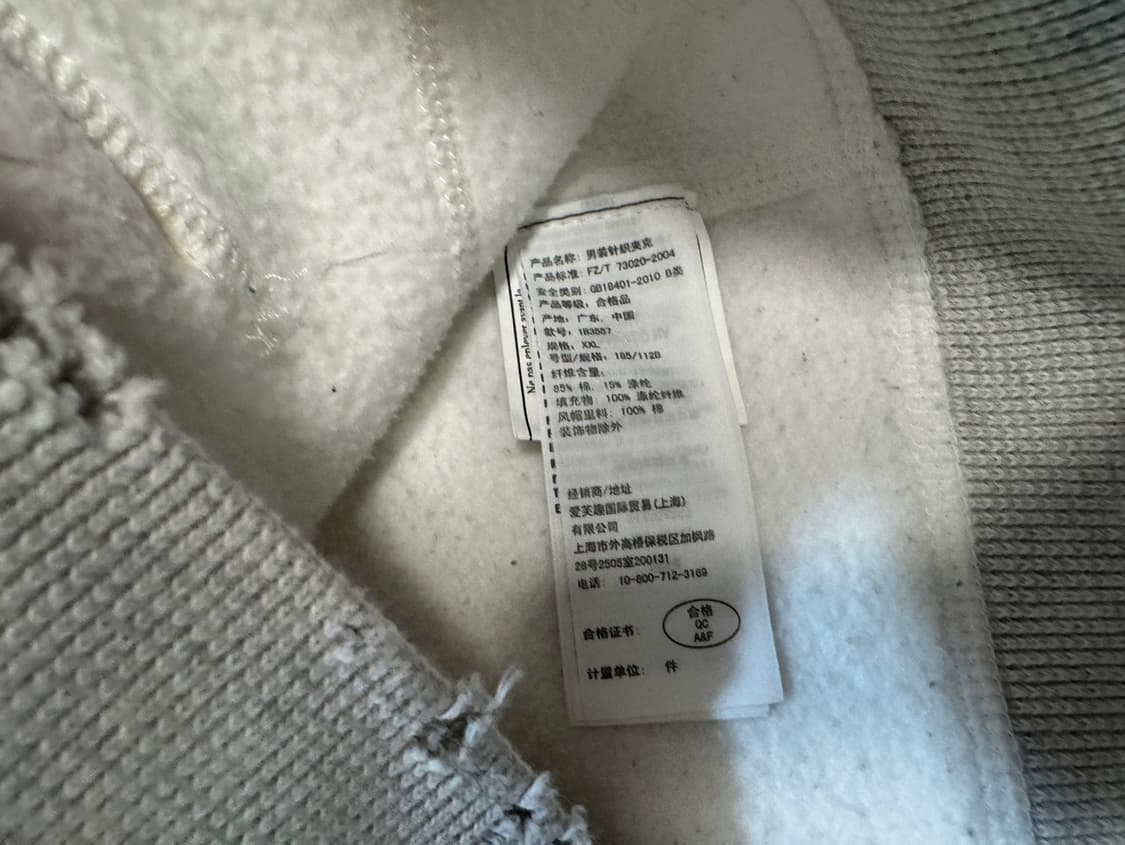 产品名称: 男装针织夹克
产品标准: FZ/T 73020-2004
安全类别: GB18401-2010 B类
产品等级: 合格品
产地: 广东, 中国
款号: 183557
规格: XXL
号型/规格: 185/112B
纤维含量:
85% 棉, 15% 涤纶
填充物: 100% 涤纶纤维
风帽里料: 100% 棉
装饰物除外
经销商/地址
爱芙趣国际贸易(上海)
有限公司
上海市外高桥保税区加枫路
28号2505室200131
电话: 10-800-712-3169
合格证书:
合格
QC
A&F
计量单位: 件
Ne pas enlever avant